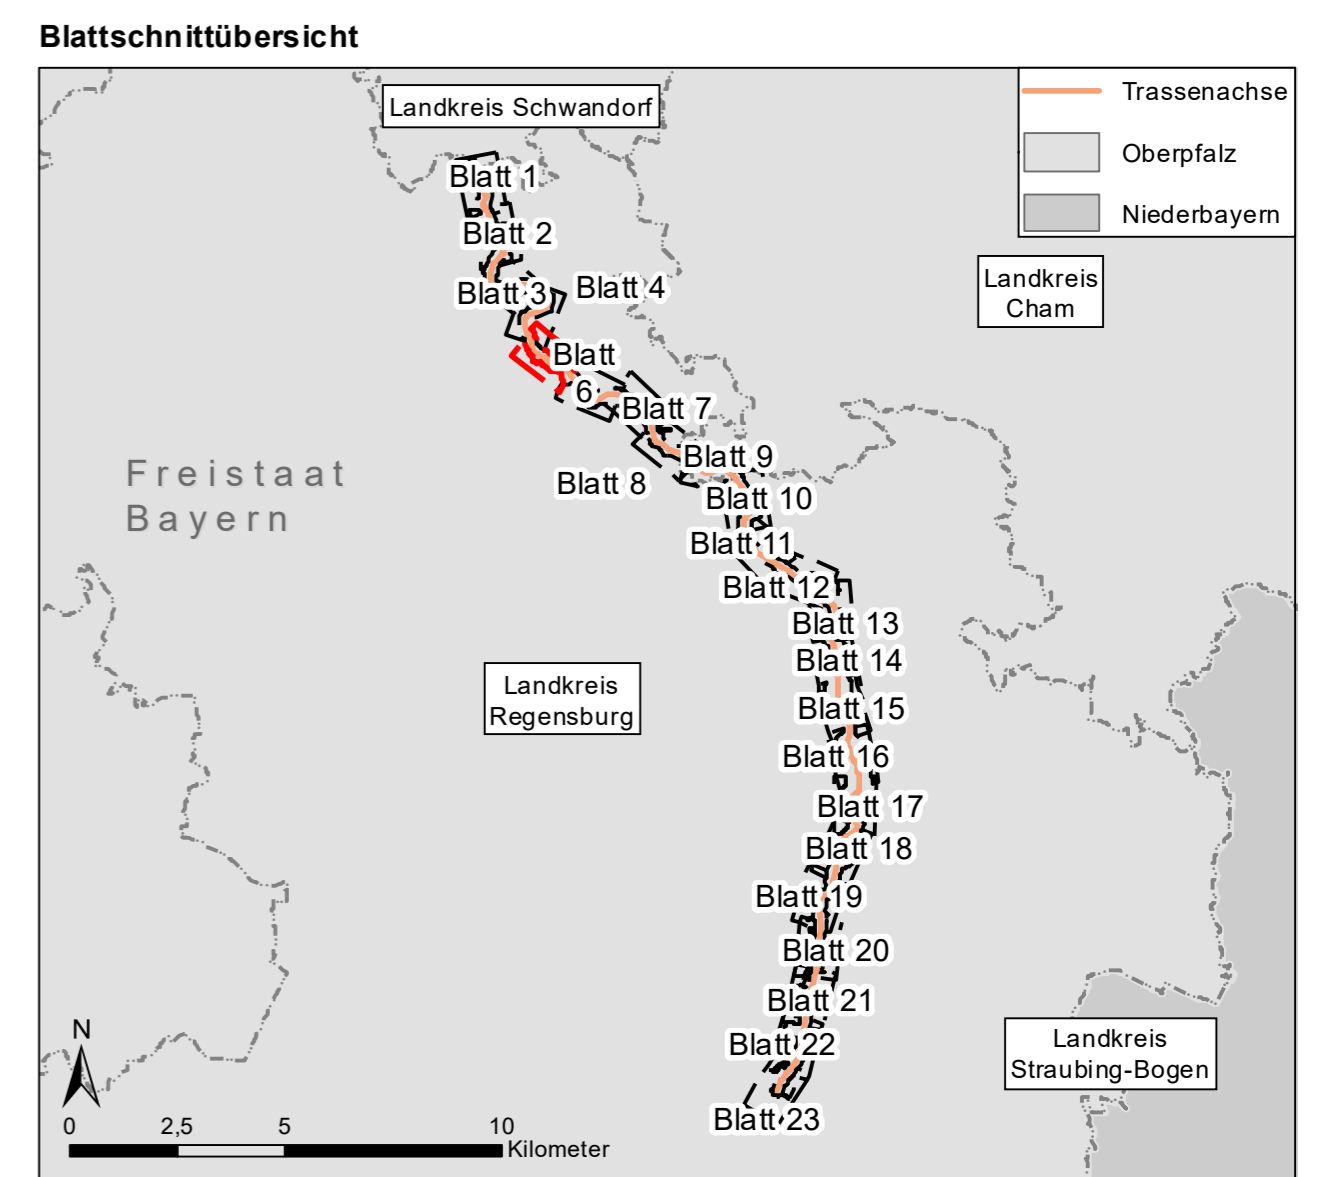 Blattschnittübersicht
Landkreis Schwandorf
Trassenachse
Oberpfalz
Niederbayern
Blatt 1
Blatt 2
Blatt 3
Blatt 4
Landkreis
Cham
Blatt
6
Blatt 7
Blatt 8
Blatt 9
Freistaat
Bayern
Blatt 10
Blatt 11
Blatt 12
Blatt 13
Blatt 14
Landkreis
Regensburg
Blatt 15
Blatt 16
Blatt 17
Blatt 18
Blatt 19
Blatt 20
Blatt 21
Blatt 22
Blatt 23
Landkreis
Straubing-Bogen
N
0 2,5 5 10
Kilometer